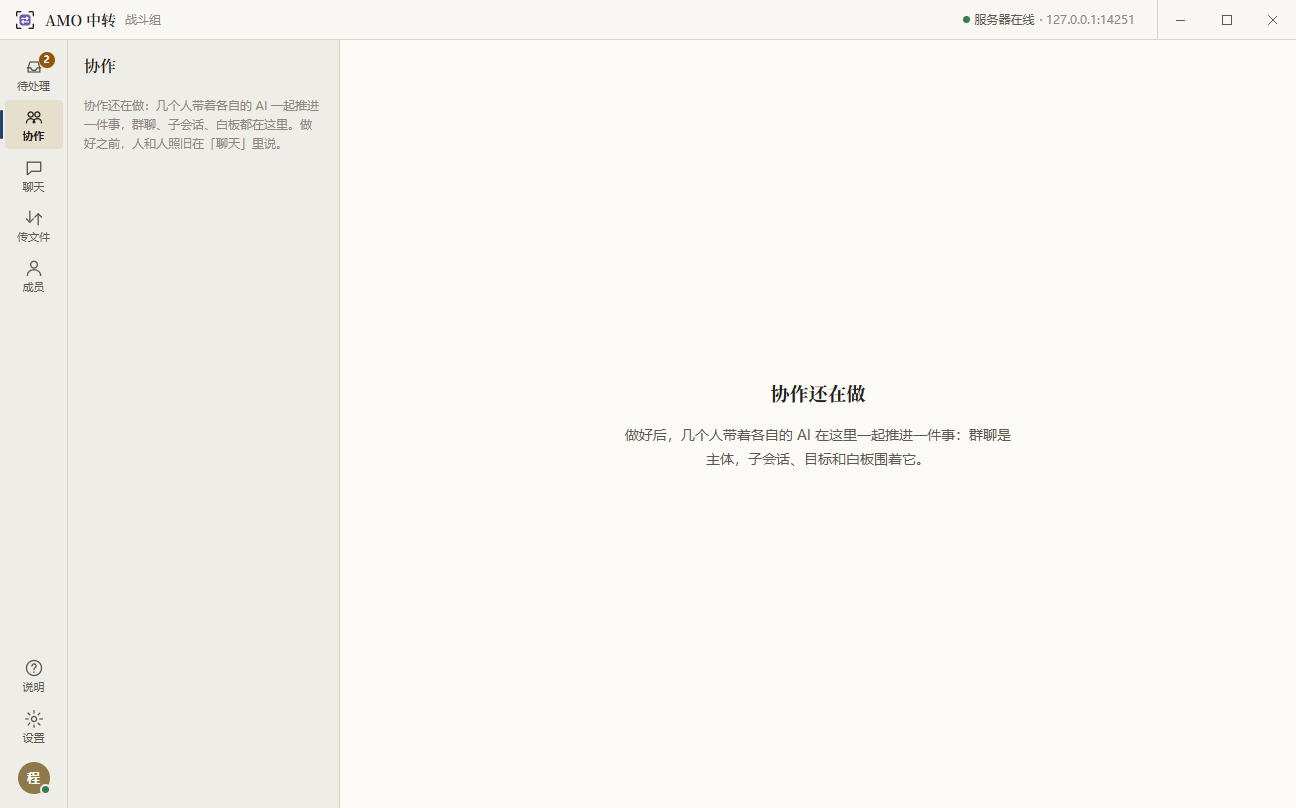 AMO 中转 战斗组
服务器在线 · 127.0.0.1:14251
2
待处理
协作
聊天
传文件
成员
说明
设置
程
协作
协作还在做：几个人带着各自的 AI 一起推进
一件事，群聊、子会话、白板都在这里。做
好之前，人和人照旧在「聊天」里说。
协作还在做
做好后，几个人带着各自的 AI 在这里一起推进一件事：群聊是
主体，子会话、目标和白板围着它。